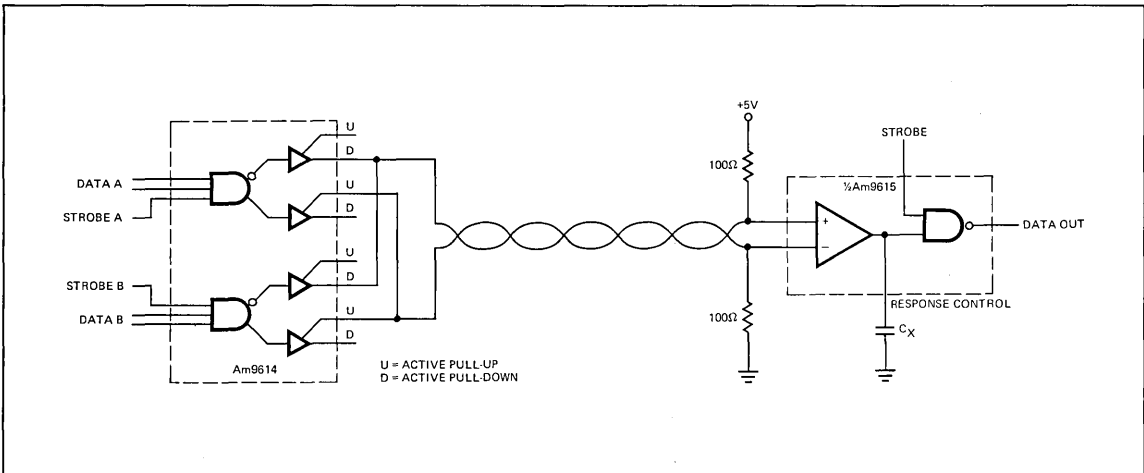 DATA A
STROBE A
STROBE B
DATA B
U
D
U
D
U
D
U
D
Am9614
U = ACTIVE PULL-UP
D = ACTIVE PULL-DOWN
+5V
100Ω
100Ω
STROBE
½Am9615
+
−
DATA OUT
RESPONSE CONTROL
CX